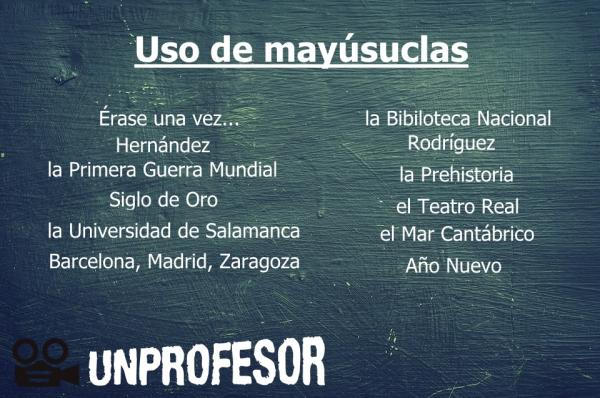 Uso de mayúsuclas
Érase una vez...
Hernández
la Primera Guerra Mundial
Siglo de Oro
la Universidad de Salamanca
Barcelona, Madrid, Zaragoza
la Bibiloteca Nacional
Rodríguez
la Prehistoria
el Teatro Real
el Mar Cantábrico
Año Nuevo
UNPROFESOR